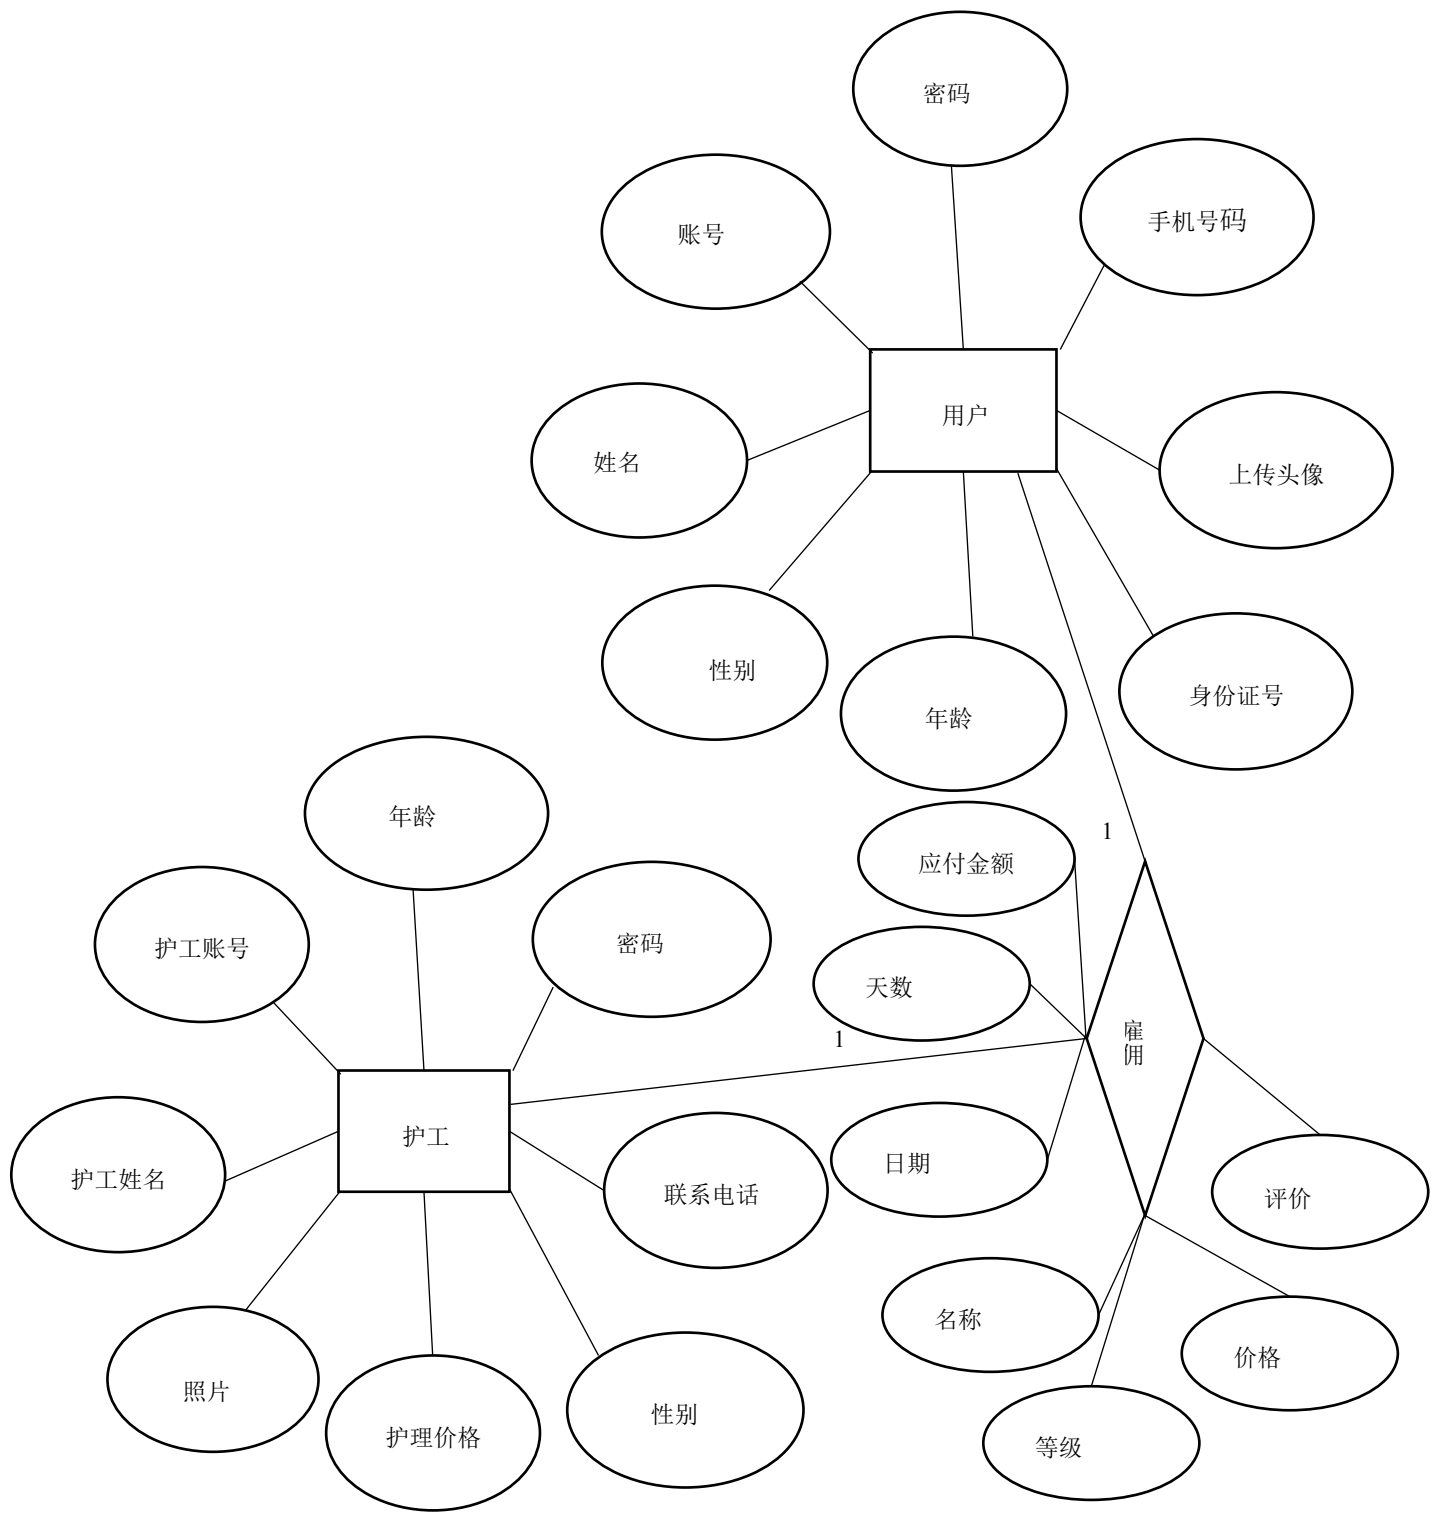 密码
手机号码
账号
用户
姓名
上传头像
性别
身份证号
年龄
年龄
1
应付金额
护工账号
密码
天数
1
雇佣
护工
日期
护工姓名
联系电话
评价
名称
价格
照片
性别
护理价格
等级